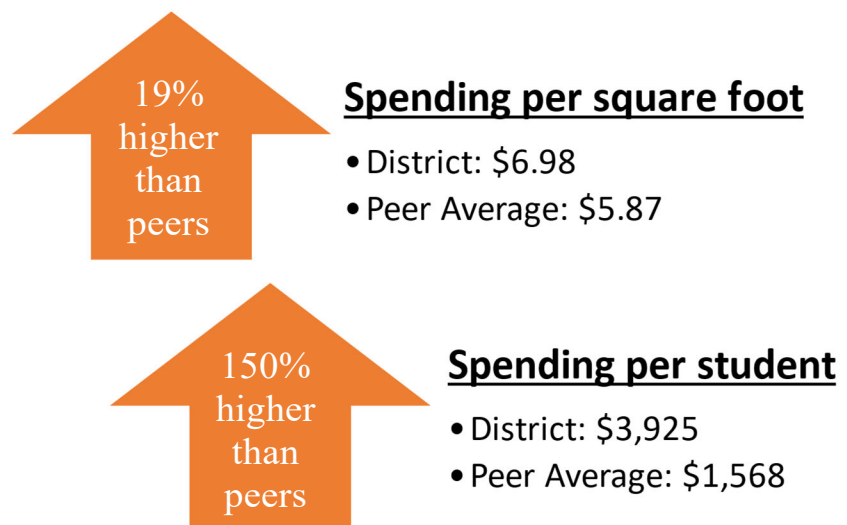 19%
higher
than
peers
Spending per square foot
• District: $6.98
• Peer Average: $5.87
150%
higher
than
peers
Spending per student
• District: $3,925
• Peer Average: $1,568